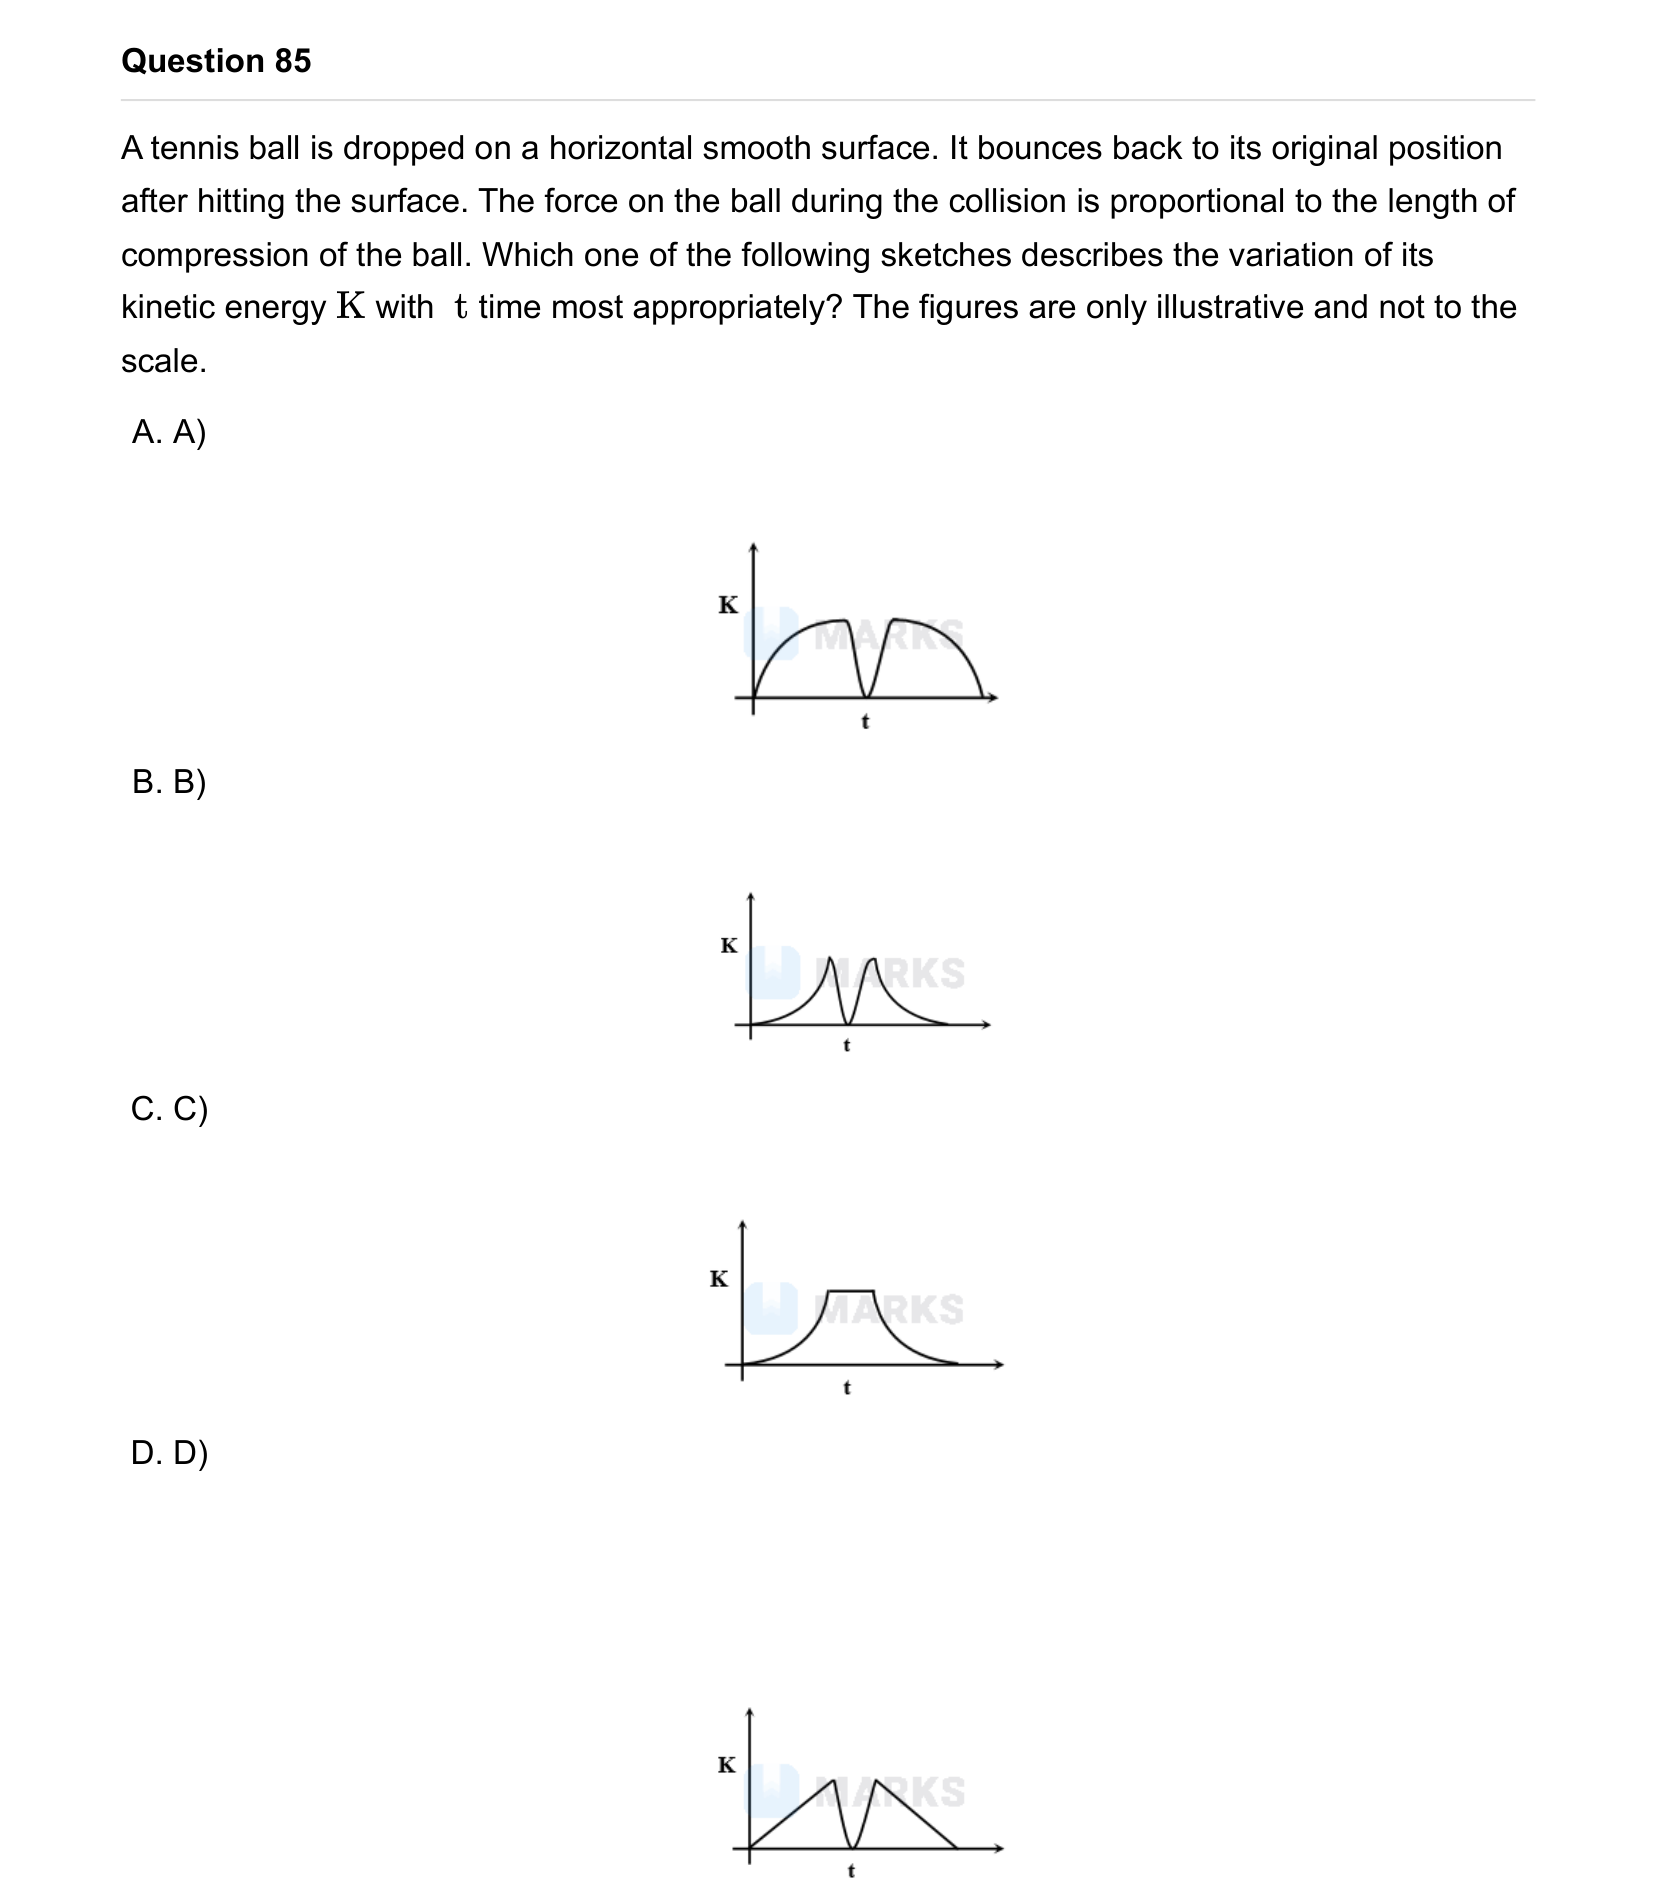 Question 85
A tennis ball is dropped on a horizontal smooth surface. It bounces back to its original position
after hitting the surface. The force on the ball during the collision is proportional to the length of
compression of the ball. Which one of the following sketches describes the variation of its
kinetic energy K with t time most appropriately? The figures are only illustrative and not to the
scale.
A. A)
K
MARKS
t
B. B)
K
MARKS
t
C. C)
K
MARKS
t
D. D)
K
MARKS
t